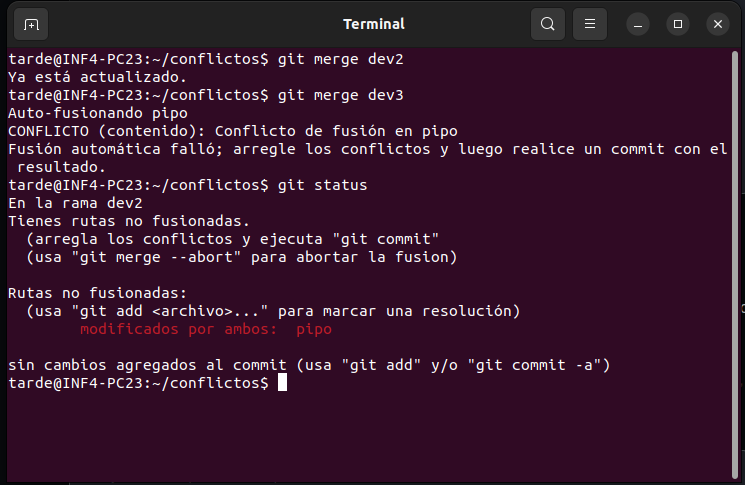 Terminal
tarde@INF4-PC23:~/conflictos$ git merge dev2
Ya está actualizado.
tarde@INF4-PC23:~/conflictos$ git merge dev3
Auto-fusionando pipo
CONFLICTO (contenido): Conflicto de fusión en pipo
Fusión automática falló; arregle los conflictos y luego realice un commit con el
 resultado.
tarde@INF4-PC23:~/conflictos$ git status
En la rama dev2
Tienes rutas no fusionadas.
  (arregla los conflictos y ejecuta "git commit"
  (usa "git merge --abort" para abortar la fusion)

Rutas no fusionadas:
  (usa "git add <archivo>..." para marcar una resolución)
        modificados por ambos:  pipo

sin cambios agregados al commit (usa "git add" y/o "git commit -a")
tarde@INF4-PC23:~/conflictos$